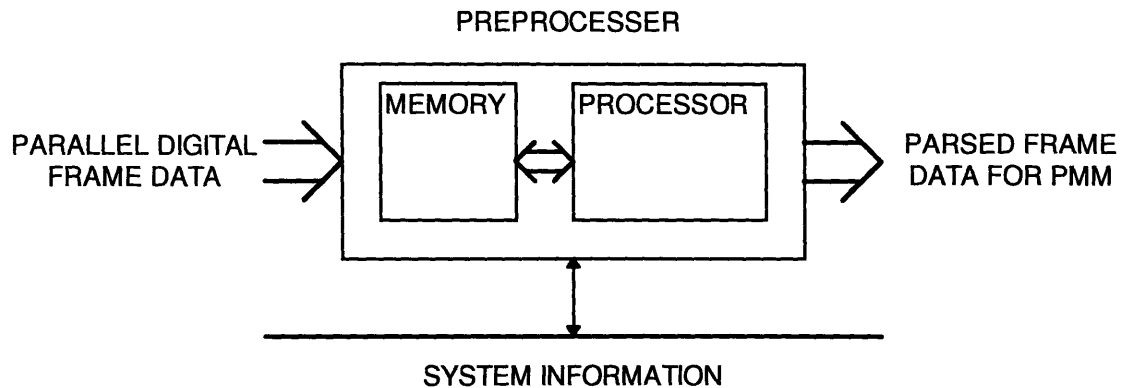 PREPROCESSER
MEMORY
PROCESSOR
PARALLEL DIGITAL
FRAME DATA
PARSED FRAME
DATA FOR PMM
SYSTEM INFORMATION